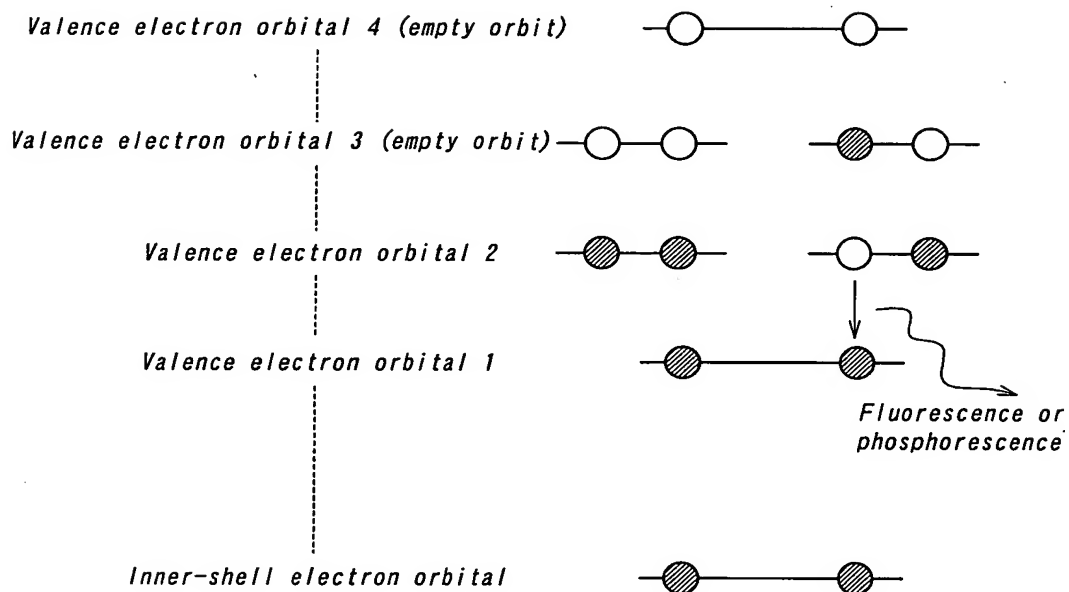 Valence electron orbital 4 (empty orbit)
Valence electron orbital 3 (empty orbit)
Valence electron orbital 2
Valence electron orbital 1
Fluorescence or
phosphorescence
Inner-shell electron orbital